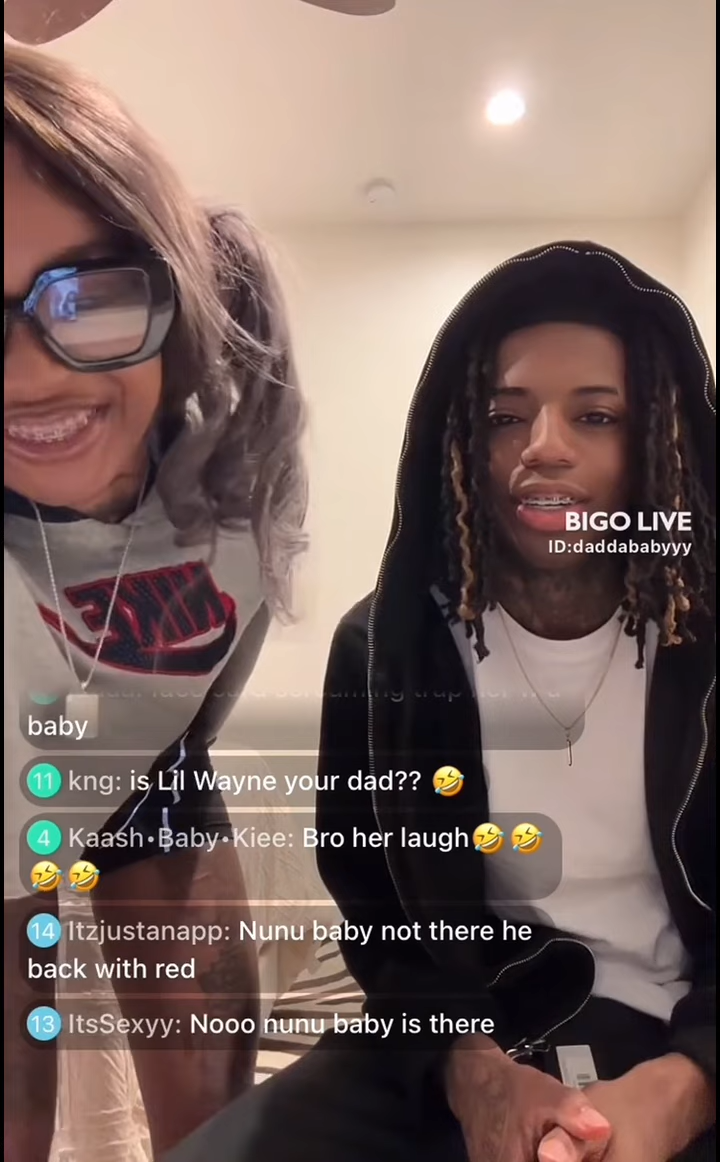 NIKE
BIGO LIVE
ID:daddababyyy
baby
11 kng: is Lil Wayne your dad?? 🤣
4 Kaash•Baby•Kiee: Bro her laugh🤣🤣
🤣🤣
14 Itzjustanapp: Nunu baby not there he
back with red
13 ItsSexyy: Nooo nunu baby is there